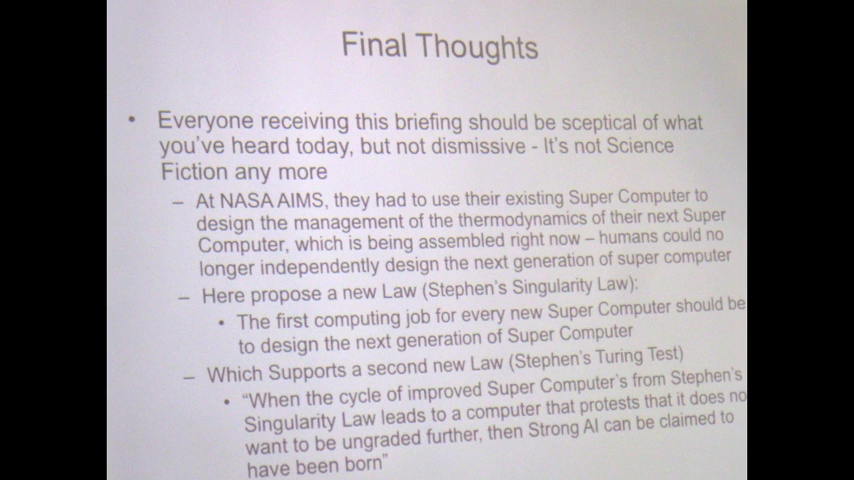 Final Thoughts
• Everyone receiving this briefing should be sceptical of what
you've heard today, but not dismissive - It's not Science
Fiction any more
– At NASA AIMS, they had to use their existing Super Computer to
design the management of the thermodynamics of their next Super
Computer, which is being assembled right now – humans could no
longer independently design the next generation of super computer
– Here propose a new Law (Stephen's Singularity Law):
• The first computing job for every new Super Computer should be
to design the next generation of Super Computer
– Which Supports a second new Law (Stephen's Turing Test)
• “When the cycle of improved Super Computer's from Stephen's
Singularity Law leads to a computer that protests that it does no
want to be ungraded further, then Strong AI can be claimed to
have been born”